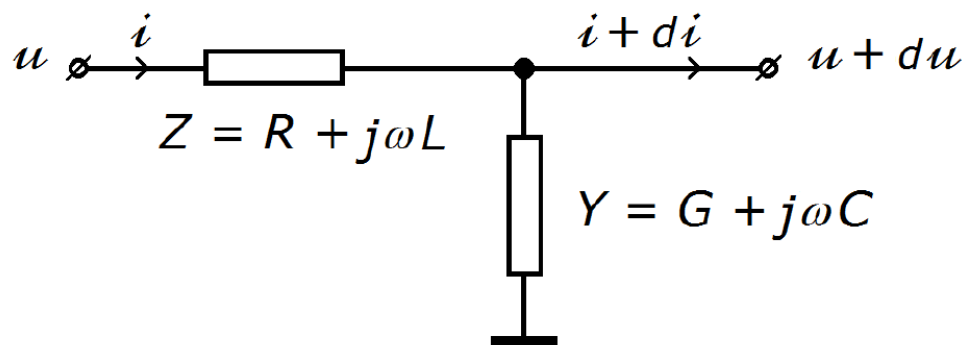 u i i + di u + du
Z = R + jωL
Y = G + jωC